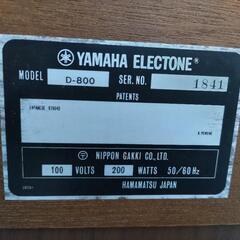 YAMAHA ELECTONE®
MODEL D-800 SER. NO. 1841
PATENTS
JAPANESE
NIPPON GAKKI CO., LTD.
100 VOLTS 200 WATTS 50/60Hz
HAMAMATSU JAPAN